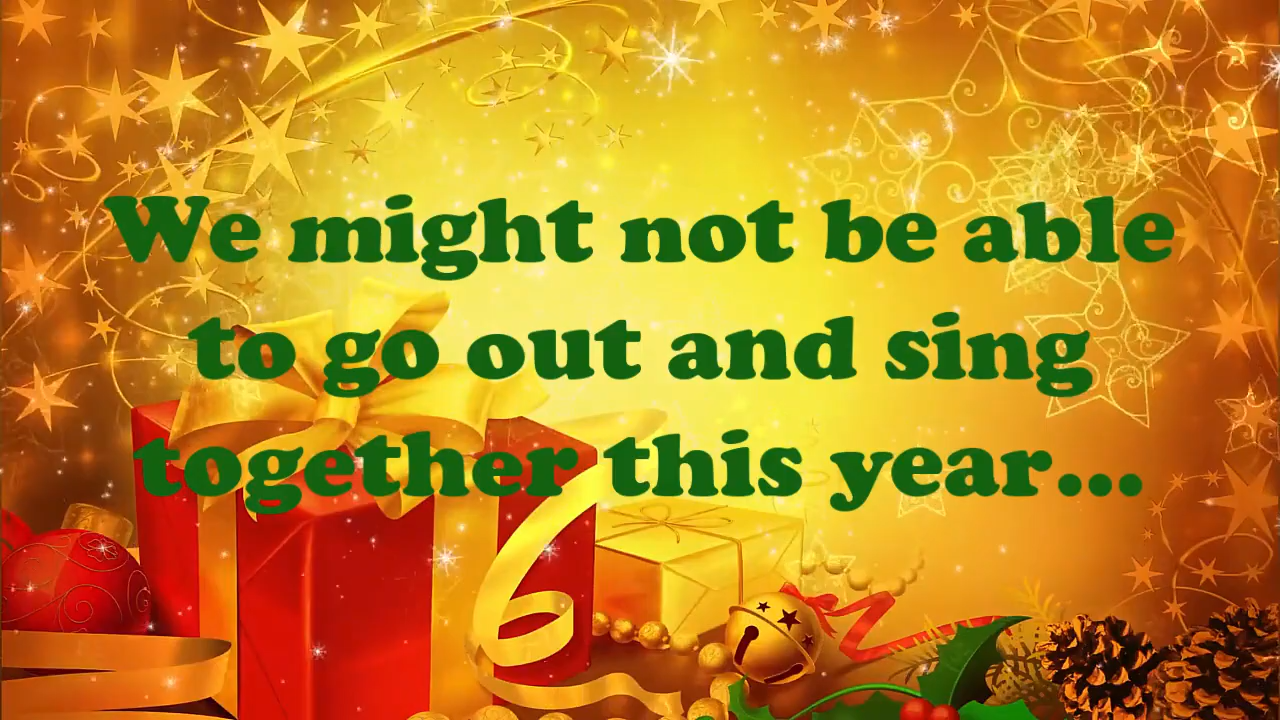 We might not be able
to go out and sing
together this year...